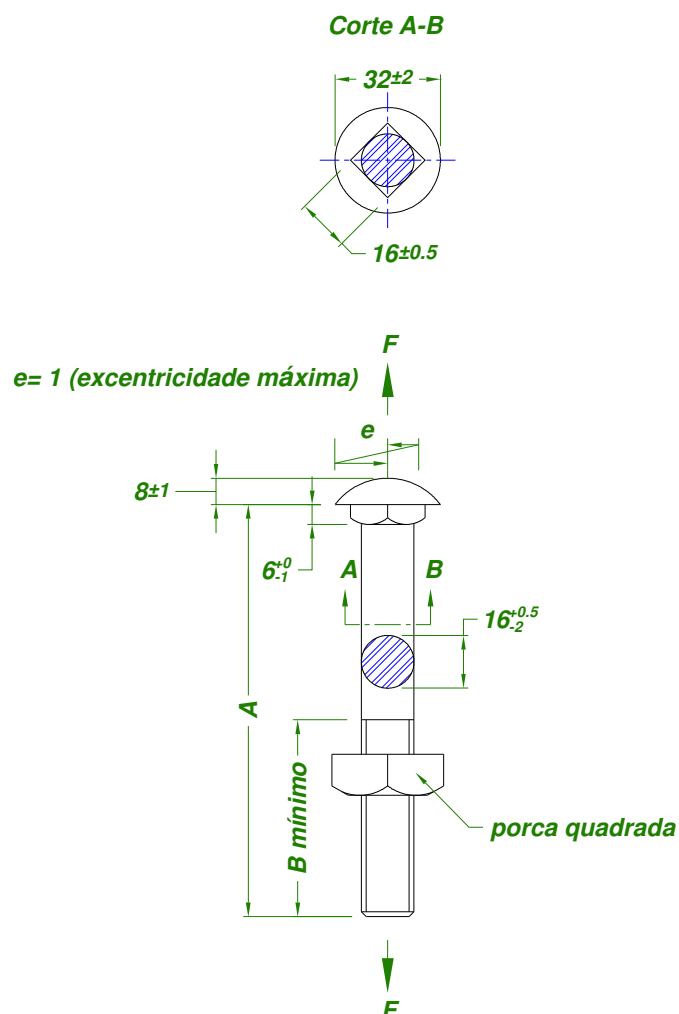 Corte A-B
32±2
16±0.5
F
e= 1 (excentricidade máxima)
e
8±1
6+0-1
A B
16+0.5-2
A
B mínimo
porca quadrada
F